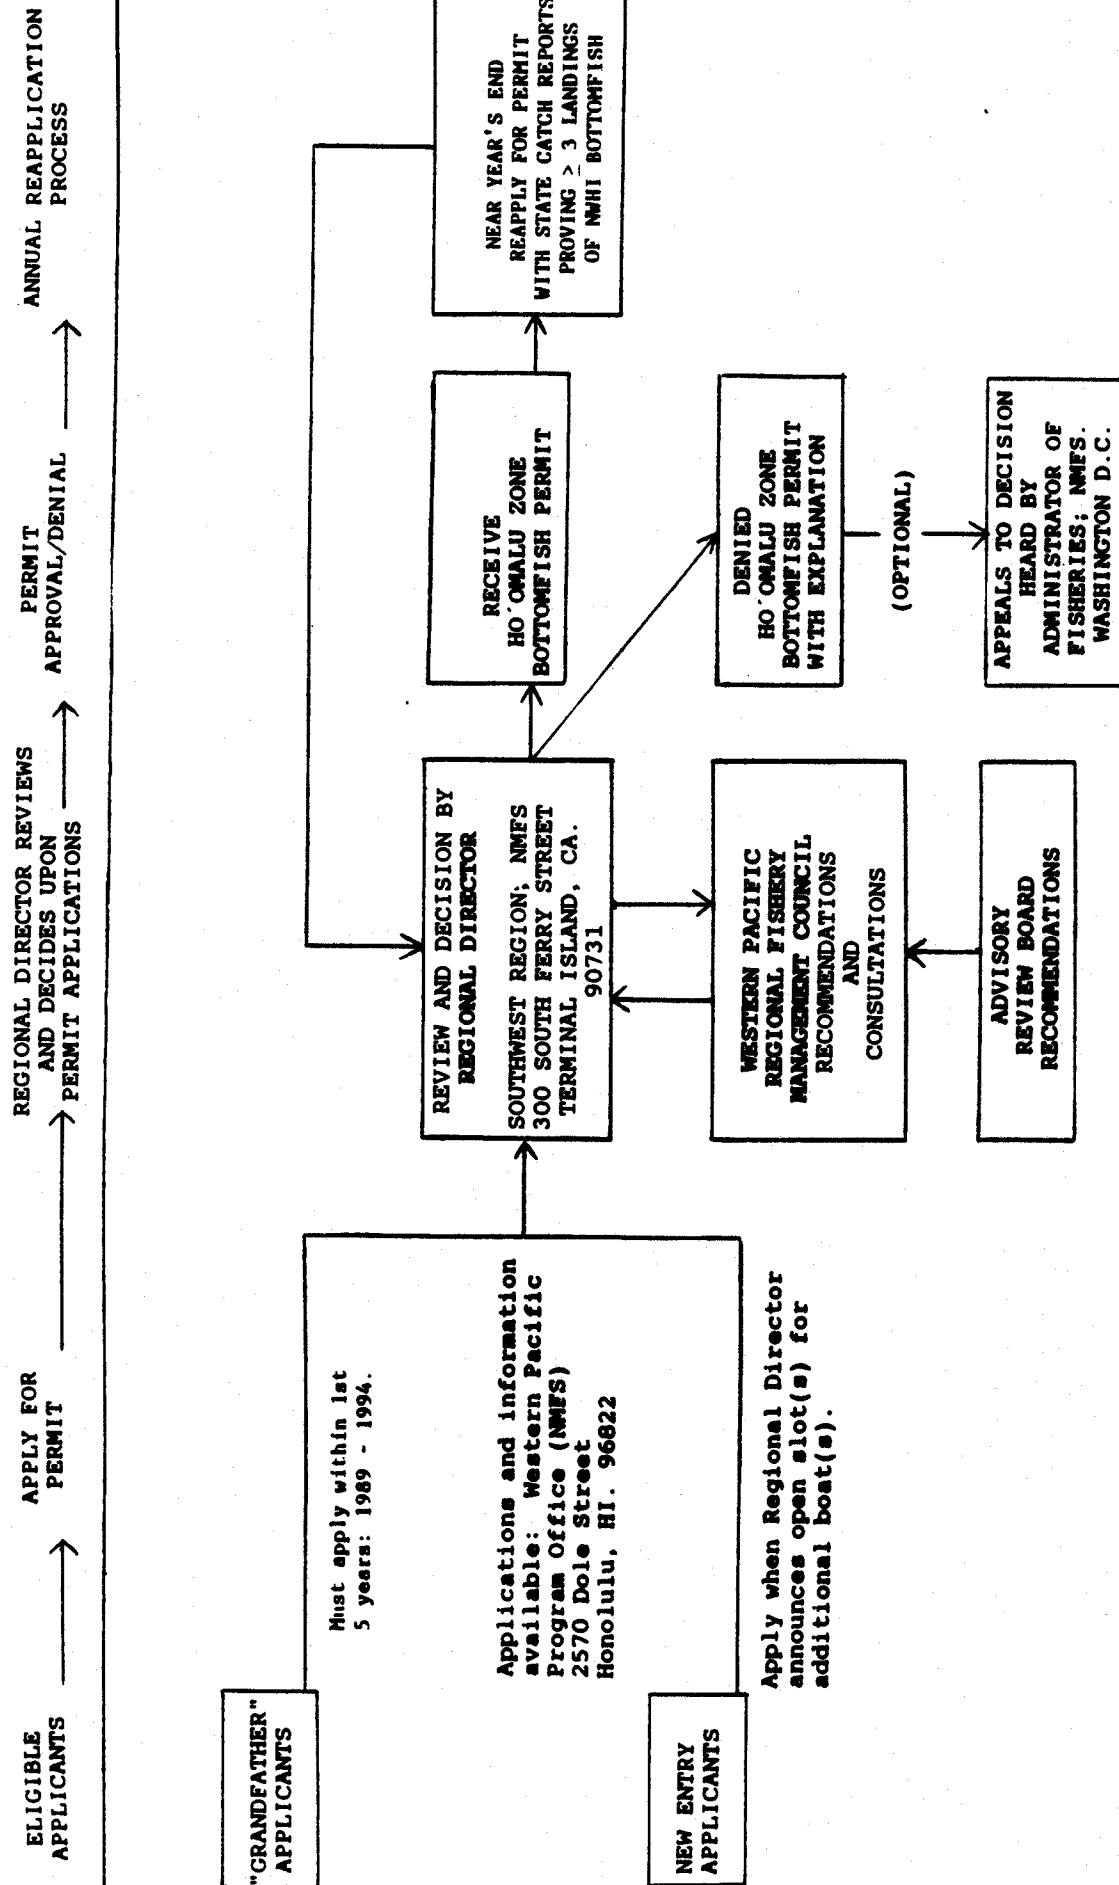 ELIGIBLE
APPLICANTS
APPLY FOR
PERMIT
REGIONAL DIRECTOR REVIEWS
AND DECIDES UPON
PERMIT APPLICATIONS
PERMIT
APPROVAL/DENIAL
ANNUAL REAPPLICATION
PROCESS
"GRANDFATHER"
APPLICANTS
Must apply within 1st
5 years: 1989 - 1994.
Applications and information
available: Western Pacific
Program Office (NMFS)
2570 Dole Street
Honolulu, HI. 96822
NEW ENTRY
APPLICANTS
Apply when Regional Director
announces open slot(s) for
additional boat(s).
REVIEW AND DECISION BY
REGIONAL DIRECTOR
SOUTHWEST REGION; NMFS
300 SOUTH FERRY STREET
TERMINAL ISLAND, CA.
90731
WESTERN PACIFIC
REGIONAL FISHERY
MANAGEMENT COUNCIL
RECOMMENDATIONS
AND
CONSULTATIONS
ADVISORY
REVIEW BOARD
RECOMMENDATIONS
RECEIVE
HO'OMALU ZONE
BOTTOMFISH PERMIT
DENIED
HO'OMALU ZONE
BOTTOMFISH PERMIT
WITH EXPLANATION
(OPTIONAL)
APPEALS TO DECISION
HEARD BY
ADMINISTRATOR OF
FISHERIES; NMFS.
WASHINGTON D.C.
NEAR YEAR'S END
REAPPLY FOR PERMIT
WITH STATE CATCH REPORTS
PROVING ≥ 3 LANDINGS
OF NWHI BOTTOMFISH